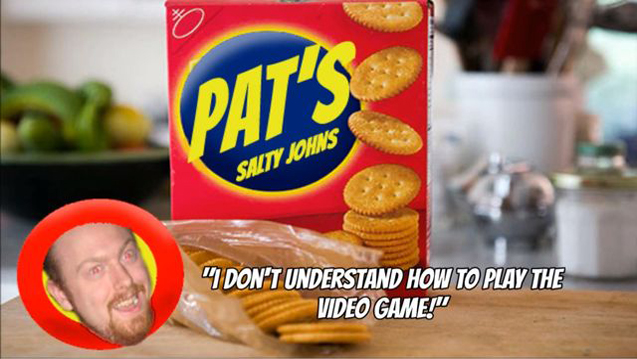 PAT'S
SALTY JOHNS
"I DON'T UNDERSTAND HOW TO PLAY THE
VIDEO GAME!"